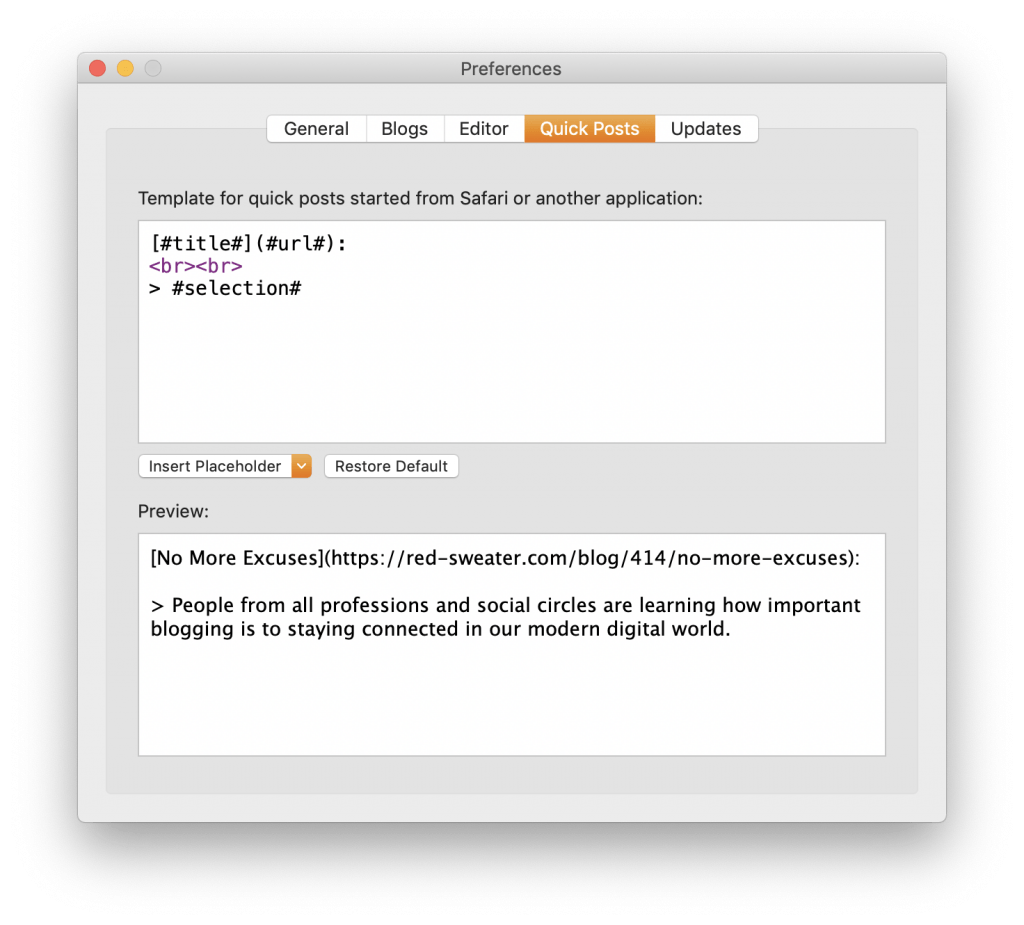 Preferences
General Blogs Editor Quick Posts Updates
Template for quick posts started from Safari or another application:
[#title#](#url#):
<br><br>
> #selection#
Insert Placeholder Restore Default
Preview:
[No More Excuses](https://red-sweater.com/blog/414/no-more-excuses):
> People from all professions and social circles are learning how important
blogging is to staying connected in our modern digital world.